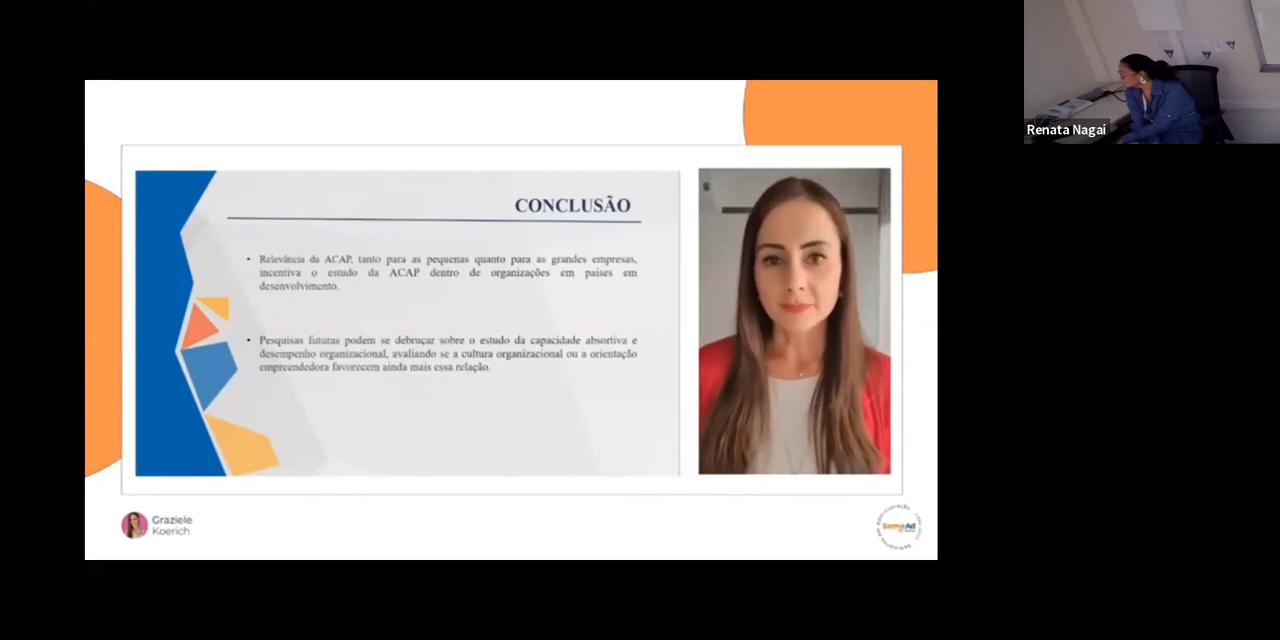 CONCLUSÃO
• Relevância da ACAP, tanto para as pequenas quanto para as grandes empresas,
incentiva o estudo da ACAP dentro de organizações em países em
desenvolvimento.
• Pesquisas futuras podem se debruçar sobre o estudo da capacidade absortiva e
desempenho organizacional, avaliando se a cultura organizacional ou a orientação
empreendedora favorecem ainda mais essa relação.
Graziele
Koerich
SemeAd
Renata Nagai